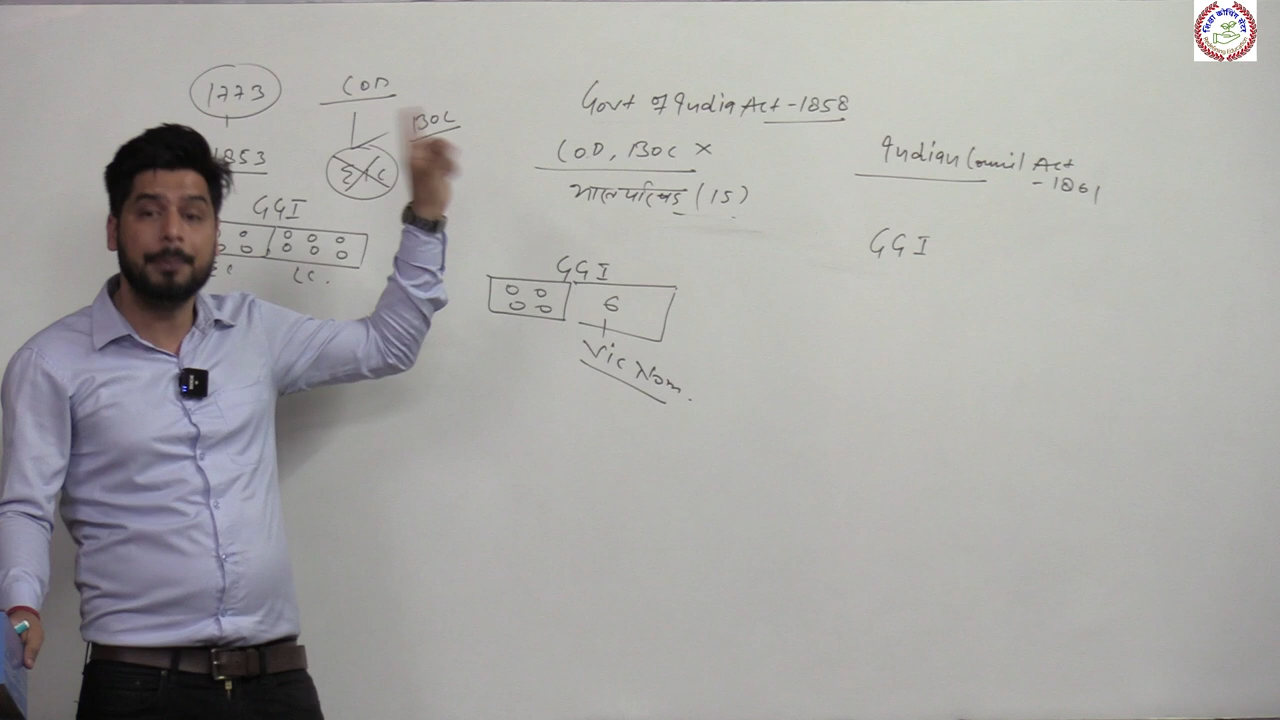 1773
COD
BOC
1853
GGI
LC.
Govt of India Act-1858
COD, BOC ×
(15)
GGI
6
Vic Nom.
Indian Council Act
-1861
GGI